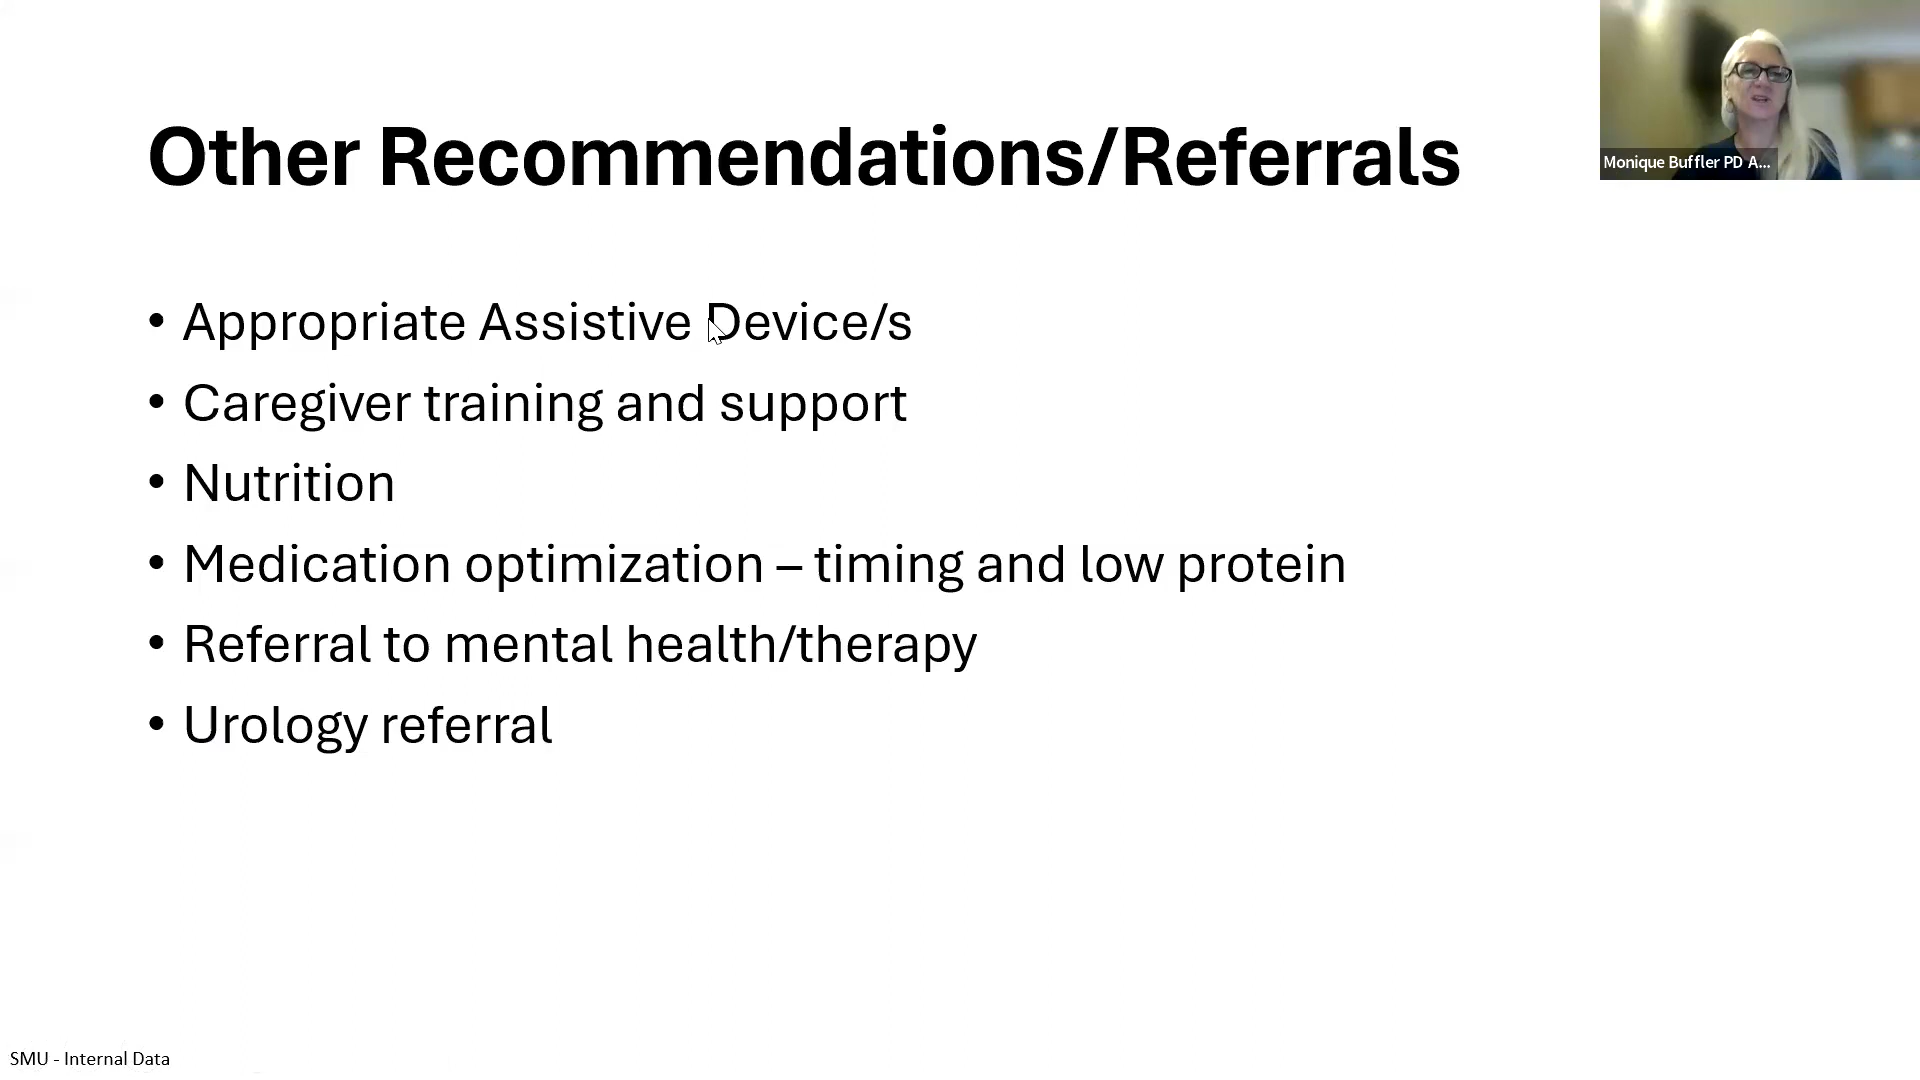 Other Recommendations/Referrals
Monique Buffler PD A...
• Appropriate Assistive Device/s
• Caregiver training and support
• Nutrition
• Medication optimization – timing and low protein
• Referral to mental health/therapy
• Urology referral
SMU - Internal Data